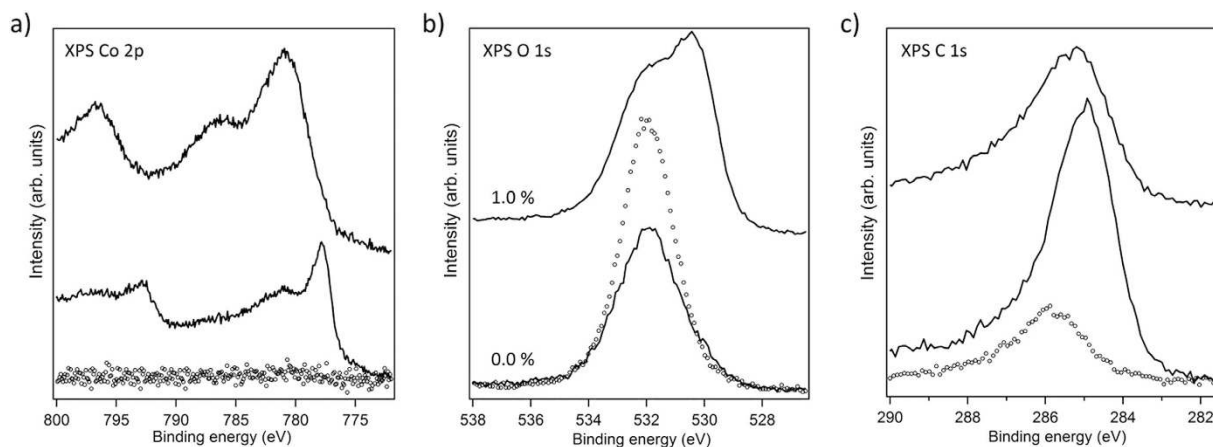 a)
XPS Co 2p
Intensity (arb. units)
800 795 790 785 780 775
Binding energy (eV)
b)
XPS O 1s
1.0 %
0.0 %
Intensity (arb. units)
538 536 534 532 530 528
Binding energy (eV)
c)
XPS C 1s
Intensity (arb. units)
290 288 286 284 282
Binding energy (eV)